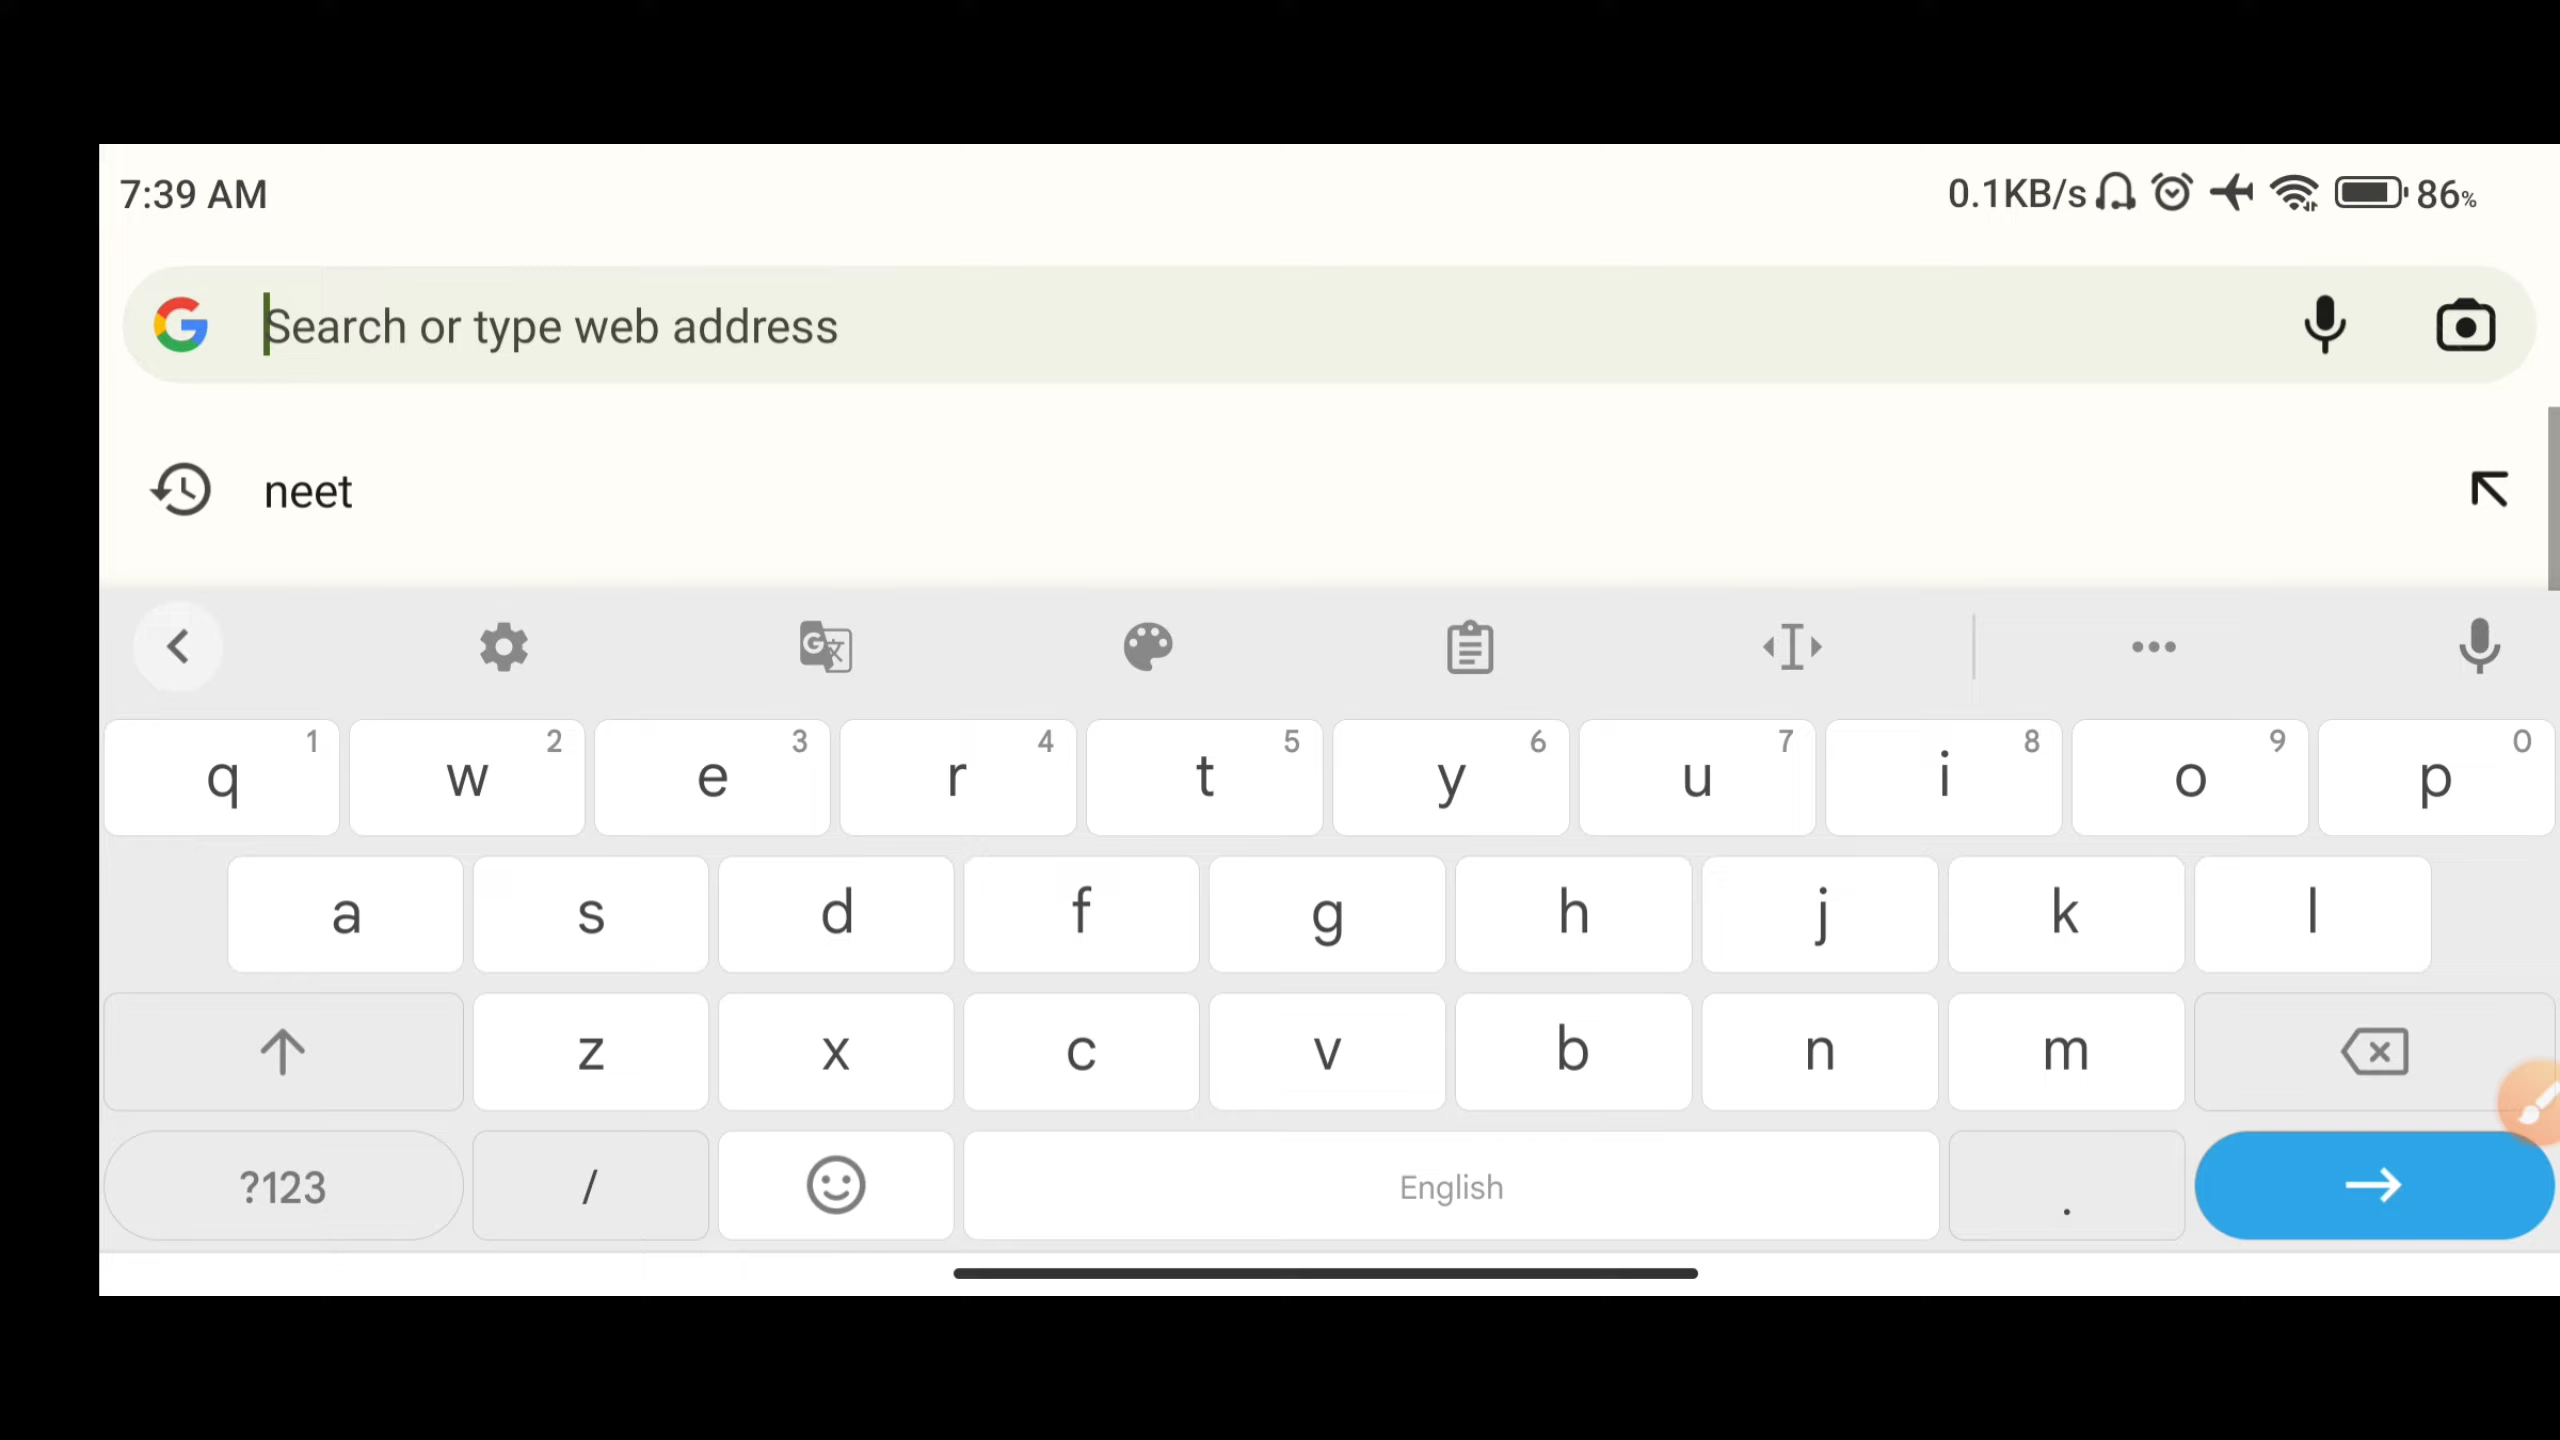 7:39 AM 0.1KB/s 86%
Search or type web address
neet
q 1 w 2 e 3 r 4 t 5 y 6 u 7 i 8 o 9 p 0
a s d f g h j k l
z x c v b n m
?123 / English .